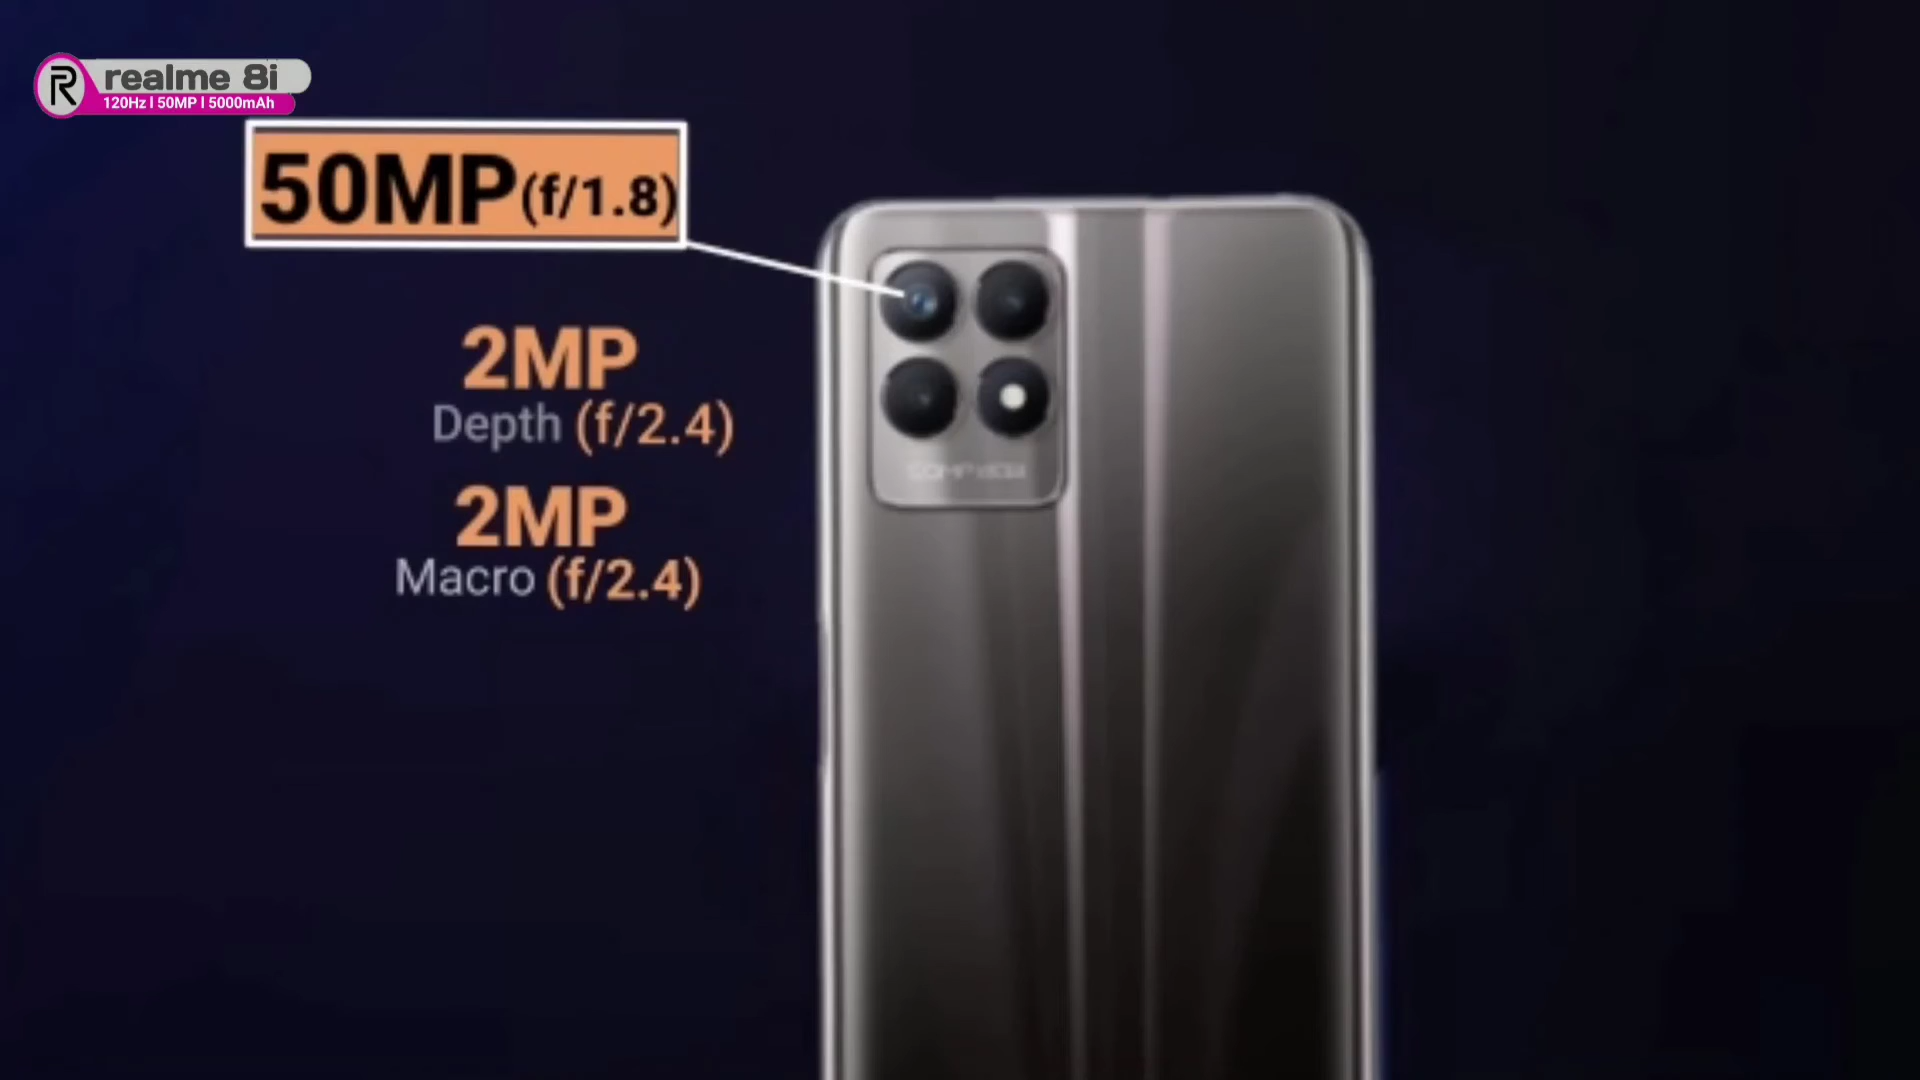 realme 8i
120Hz | 50MP | 5000mAh
50MP (f/1.8)
2MP
Depth (f/2.4)
2MP
Macro (f/2.4)